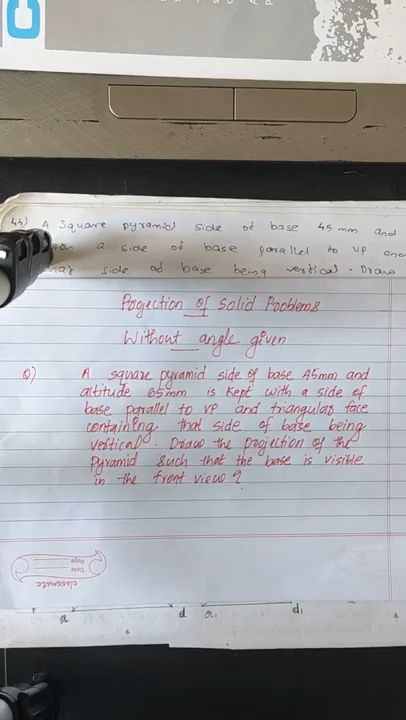 44) A Square pyramid side of base 45 mm and
a side of base parallel to VP and
side of base being vertical. Draw
Projection of Solid Problems
Without angle given
Q) A square pyramid side of base 45mm and
altitude 65mm is kept with a side of
base parallel to VP and triangular face
containing that side of base being
vertical. Draw the projection of the
Pyramid Such that the base is visible
in the front view?
classmate
Date
Page
a d a₁ d₁